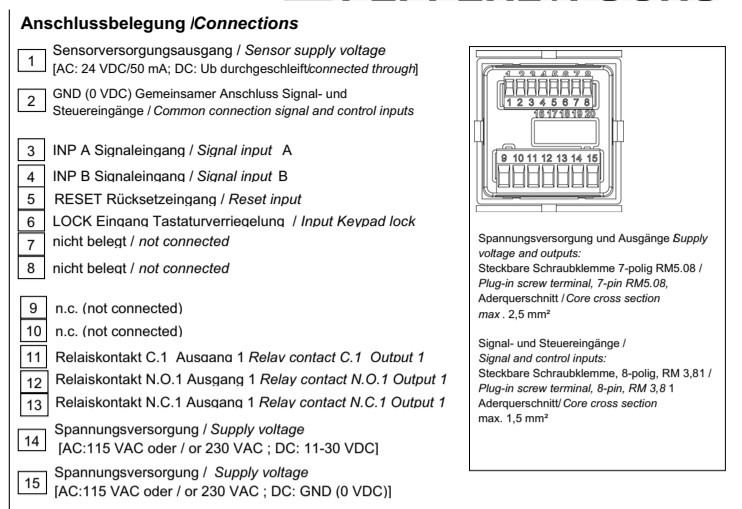 Anschlussbelegung /Connections
1 Sensorversorgungsausgang / Sensor supply voltage
[AC: 24 VDC/50 mA; DC: Ub durchgeschleift/connected through]
2 GND (0 VDC) Gemeinsamer Anschluss Signal- und
Steuereingänge / Common connection signal and control inputs
3 INP A Signaleingang / Signal input A
4 INP B Signaleingang / Signal input B
5 RESET Rücksetzeingang / Reset input
6 LOCK Eingang Tastaturverriegelung / Input Keypad lock
7 nicht belegt / not connected
8 nicht belegt / not connected
9 n.c. (not connected)
10 n.c. (not connected)
11 Relaiskontakt C.1 Ausgang 1 Relay contact C.1 Output 1
12 Relaiskontakt N.O.1 Ausgang 1 Relay contact N.O.1 Output 1
13 Relaiskontakt N.C.1 Ausgang 1 Relay contact N.C.1 Output 1
14 Spannungsversorgung / Supply voltage
[AC:115 VAC oder / or 230 VAC ; DC: 11-30 VDC]
15 Spannungsversorgung / Supply voltage
[AC:115 VAC oder / or 230 VAC ; DC: GND (0 VDC)]
1 2 3 4 5 6 7 8
1 2 3 4 5 6 7 8
16 17 18 19 20
9 10 11 12 13 14 15
Spannungsversorgung und Ausgänge /Supply
voltage and outputs:
Steckbare Schraubklemme 7-polig RM5.08 /
Plug-in screw terminal, 7-pin RM5.08,
Aderquerschnitt / Core cross section
max . 2,5 mm²
Signal- und Steuereingänge /
Signal and control inputs:
Steckbare Schraubklemme, 8-polig, RM 3,81 /
Plug-in screw terminal, 8-pin, RM 3,8 1
Aderquerschnitt/ Core cross section
max. 1,5 mm²